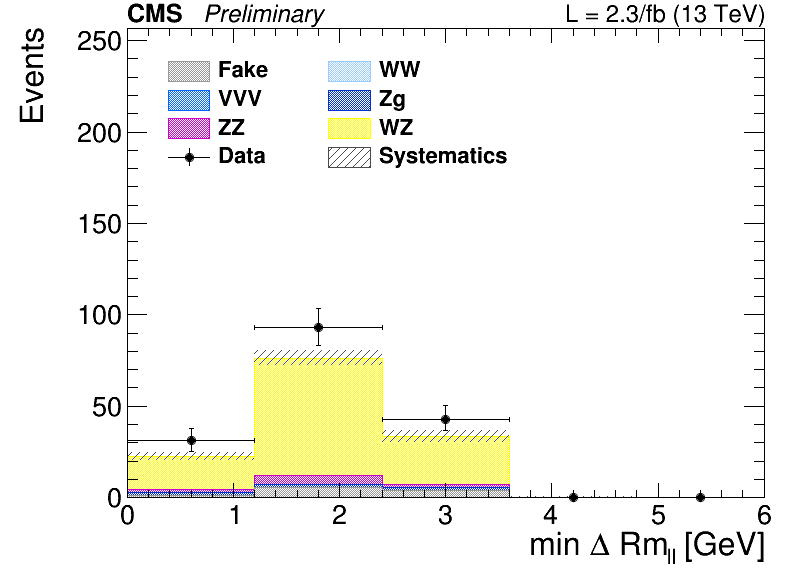 CMS Preliminary L = 2.3/fb (13 TeV)
Events
250
200
150
100
50
0
Fake WW
VVV Zg
ZZ WZ
Data Systematics
0 1 2 3 4 5 6
min Δ Rm_ll [GeV]